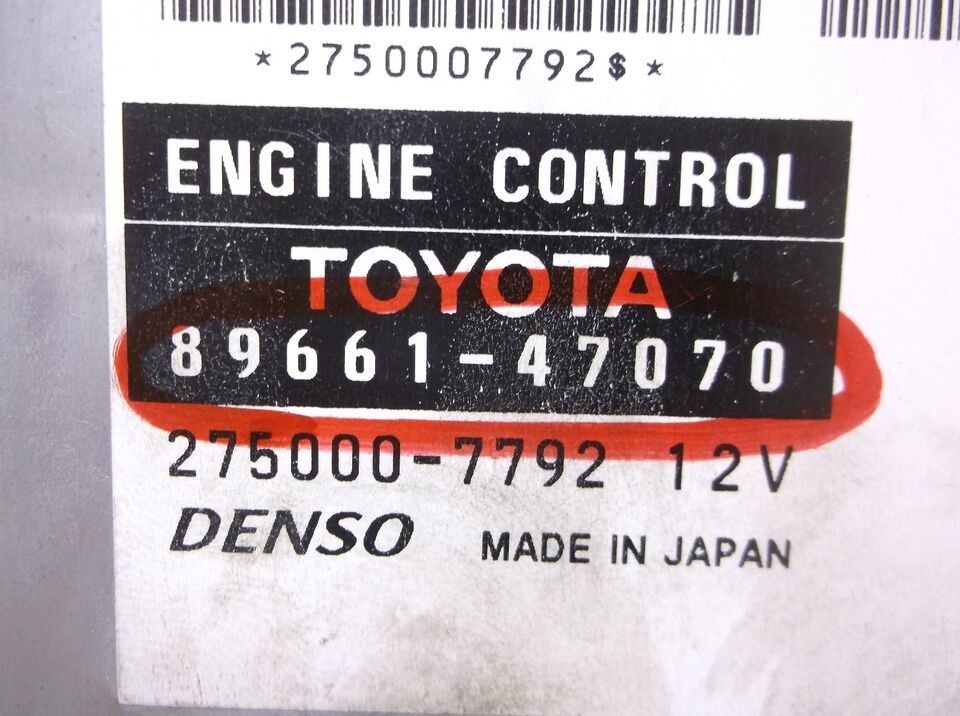 *2750007792$*
ENGINE CONTROL
TOYOTA
89661-47070
275000-7792 12V
DENSO MADE IN JAPAN